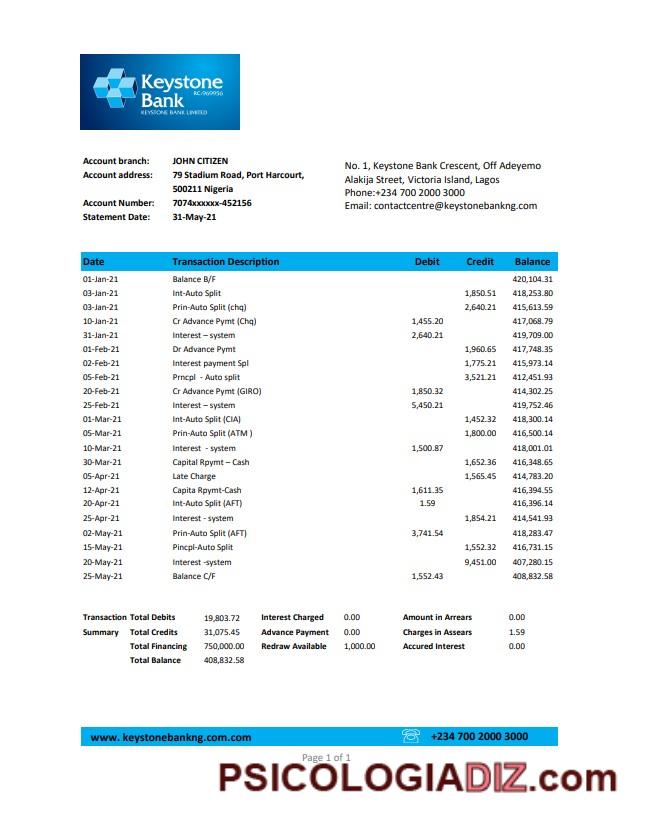 Keystone
RC-969956
Bank
KEYSTONE BANK LIMITED
Account branch: JOHN CITIZEN
Account address: 79 Stadium Road, Port Harcourt,
500211 Nigeria
Account Number: 7074xxxxxx-452156
Statement Date: 31-May-21
No. 1, Keystone Bank Crescent, Off Adeyemo
Alakija Street, Victoria Island, Lagos
Phone:+234 700 2000 3000
Email: contactcentre@keystonebankng.com
Date Transaction Description Debit Credit Balance
01-Jan-21 Balance B/F 420,104.31
03-Jan-21 Int-Auto Split 1,850.51 418,253.80
03-Jan-21 Prin-Auto Split (chq) 2,640.21 415,613.59
10-Jan-21 Cr Advance Pymt (Chq) 1,455.20 417,068.79
31-Jan-21 Interest – system 2,640.21 419,709.00
01-Feb-21 Dr Advance Pymt 1,960.65 417,748.35
02-Feb-21 Interest payment Spl 1,775.21 415,973.14
05-Feb-21 Prncpl - Auto split 3,521.21 412,451.93
20-Feb-21 Cr Advance Pymt (GIRO) 1,850.32 414,302.25
25-Feb-21 Interest – system 5,450.21 419,752.46
01-Mar-21 Int-Auto Split (CIA) 1,452.32 418,300.14
05-Mar-21 Prin-Auto Split (ATM ) 1,800.00 416,500.14
10-Mar-21 Interest - system 1,500.87 418,001.01
30-Mar-21 Capital Rpymt – Cash 1,652.36 416,348.65
05-Apr-21 Late Charge 1,565.45 414,783.20
12-Apr-21 Capita Rpymt-Cash 1,611.35 416,394.55
20-Apr-21 Int-Auto Split (AFT) 1.59 416,396.14
25-Apr-21 Interest - system 1,854.21 414,541.93
02-May-21 Prin-Auto Split (AFT) 3,741.54 418,283.47
15-May-21 Pincpl-Auto Split 1,552.32 416,731.15
20-May-21 Interest -system 9,451.00 407,280.15
25-May-21 Balance C/F 1,552.43 408,832.58
Transaction Total Debits 19,803.72 Interest Charged 0.00 Amount in Arrears 0.00
Summary Total Credits 31,075.45 Advance Payment 0.00 Charges in Assears 1.59
Total Financing 750,000.00 Redraw Available 1,000.00 Accured Interest 0.00
Total Balance 408,832.58
www. keystonebankng.com.com +234 700 2000 3000
Page 1 of 1
PSICOLOGIADIZ.com